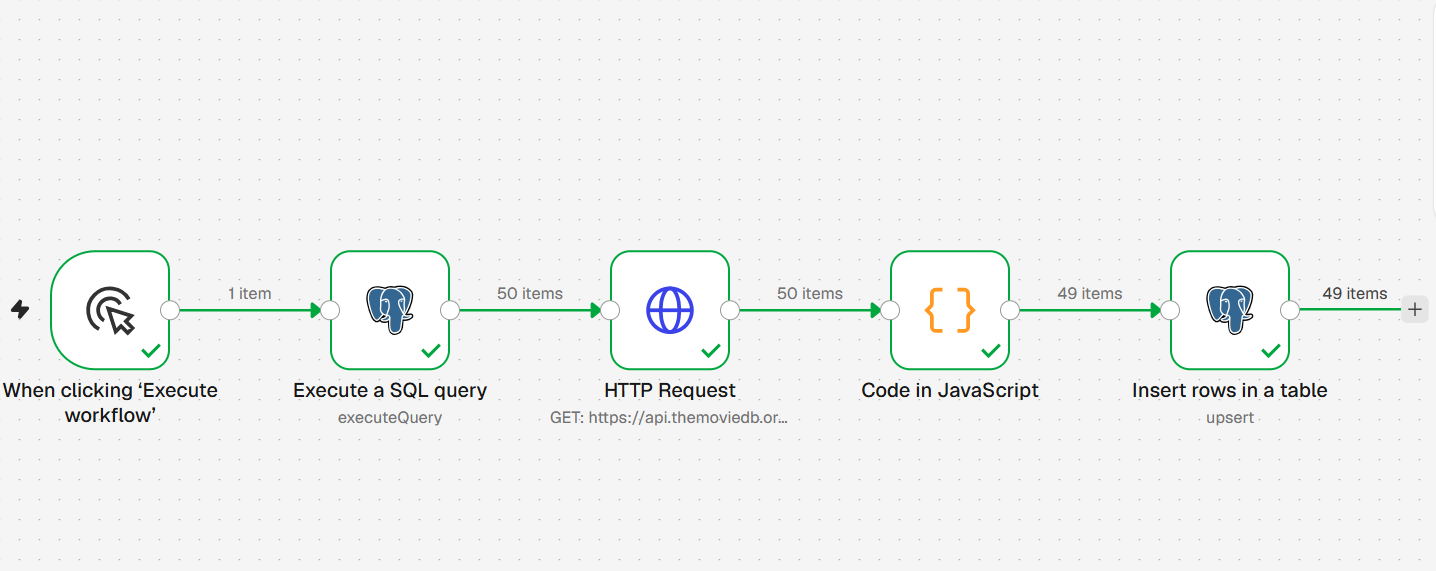 1 item
50 items
50 items
49 items
49 items
When clicking ‘Execute
workflow’
Execute a SQL query
executeQuery
HTTP Request
GET: https://api.themoviedb.or...
Code in JavaScript
Insert rows in a table
upsert